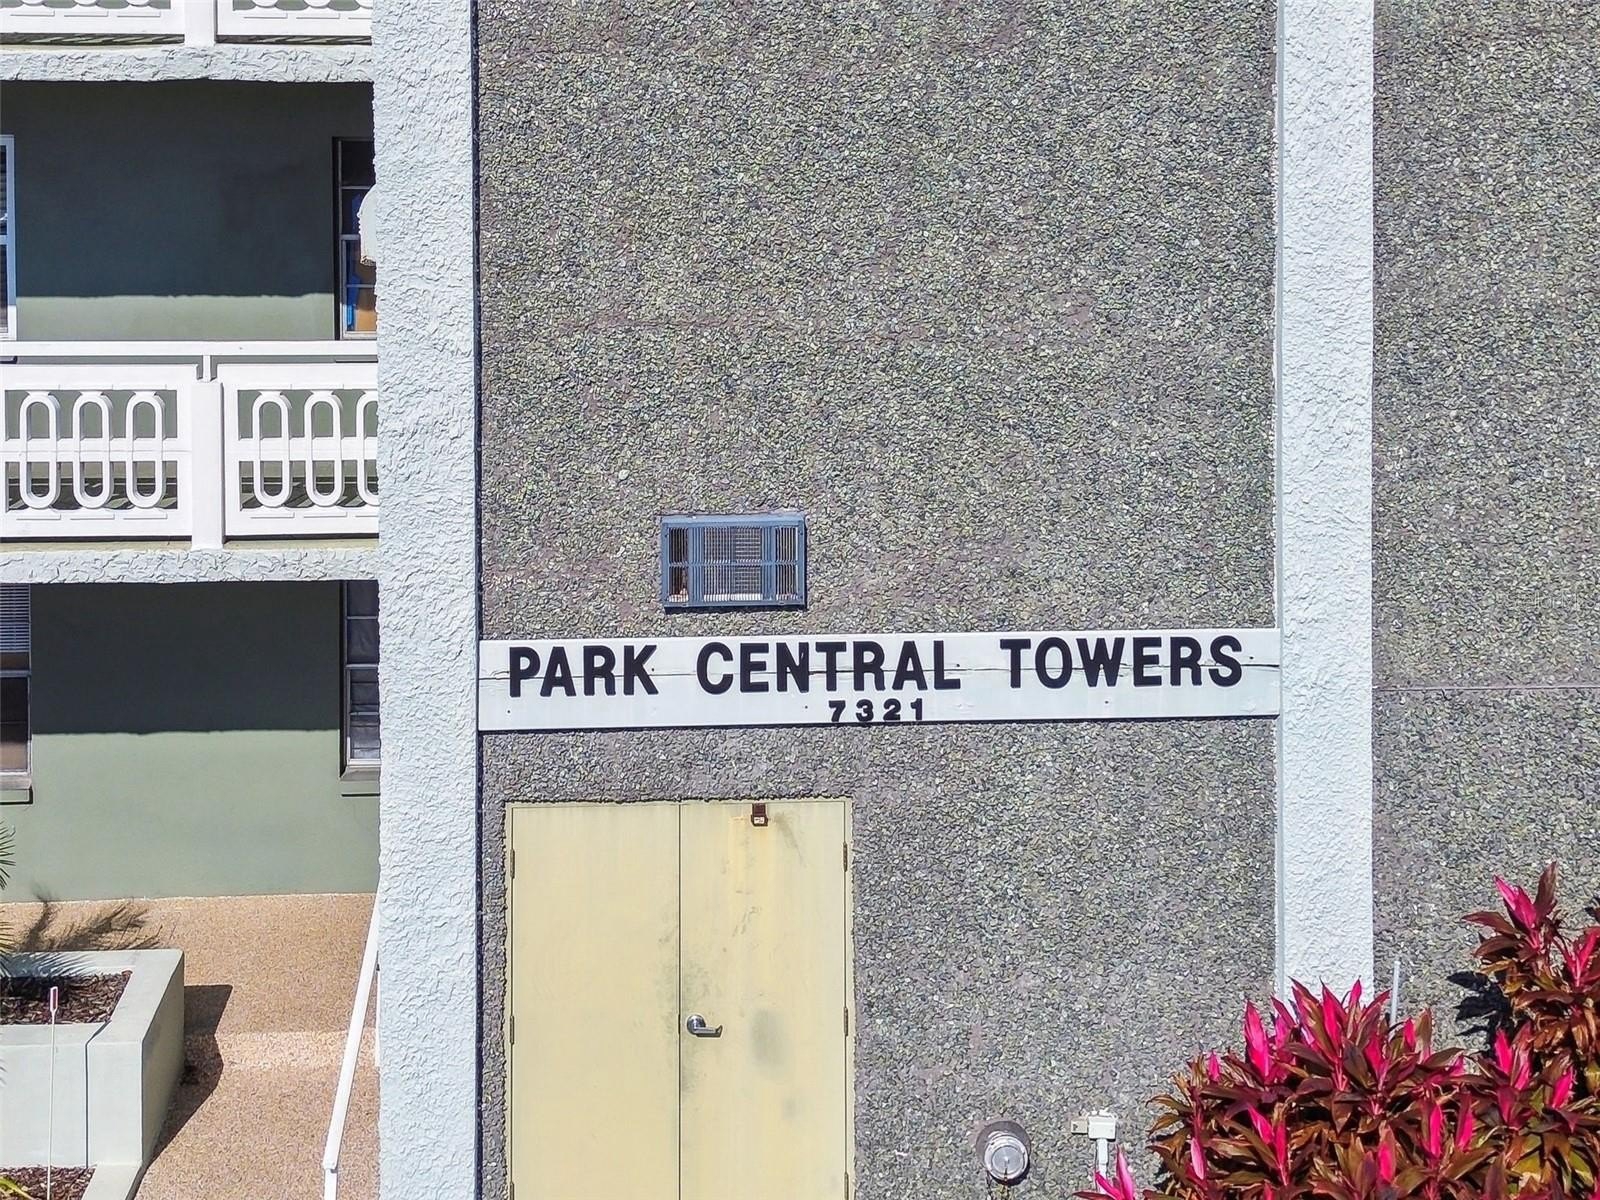 PARK CENTRAL TOWERS
7321